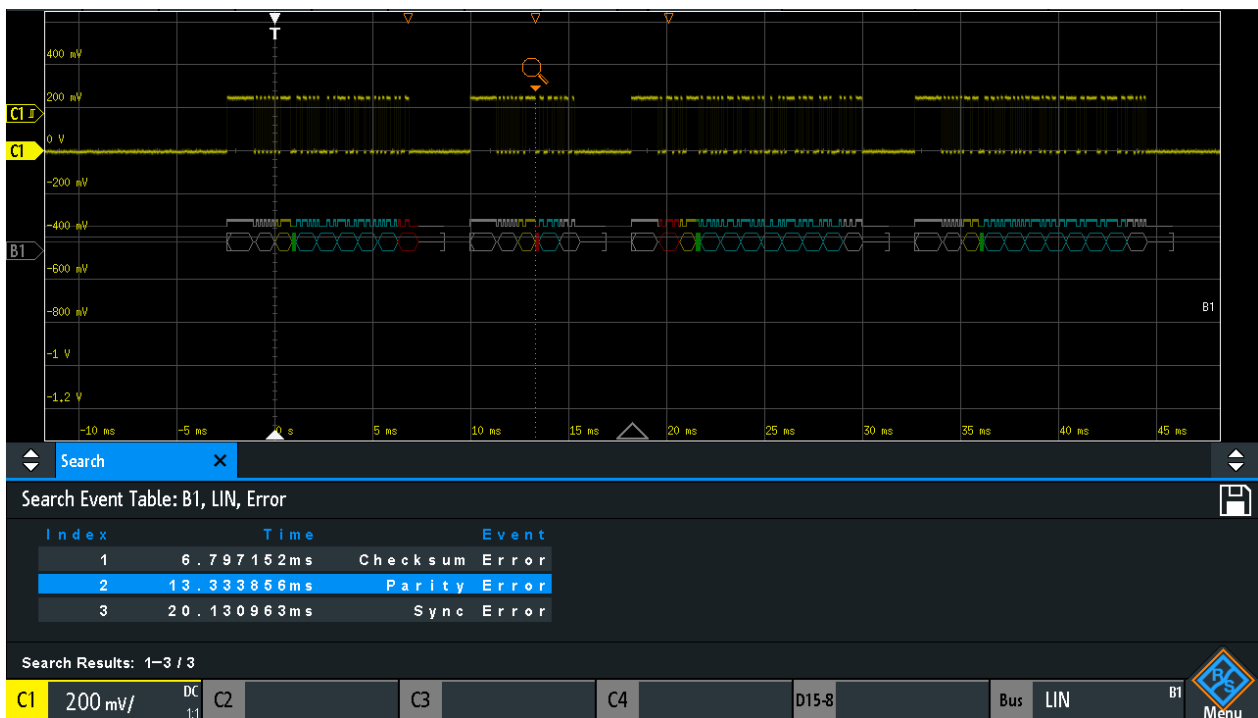 T
400 mV
200 mV
C1
0 V
C1
-200 mV
-400 mV
B1
-600 mV
-800 mV
B1
-1 V
-1,2 V
-10 ms -5 ms 0 s 5 ms 10 ms 15 ms 20 ms 25 ms 30 ms 35 ms 40 ms 45 ms
Search ×
Search Event Table: B1, LIN, Error
Index Time Event
1 6.797152ms Checksum Error
2 13.333856ms Parity Error
3 20.130963ms Sync Error
Search Results: 1-3 / 3
C1 200 mV/ DC 1:1 C2 C3 C4 D15-8 Bus LIN B1
R&S
Menu